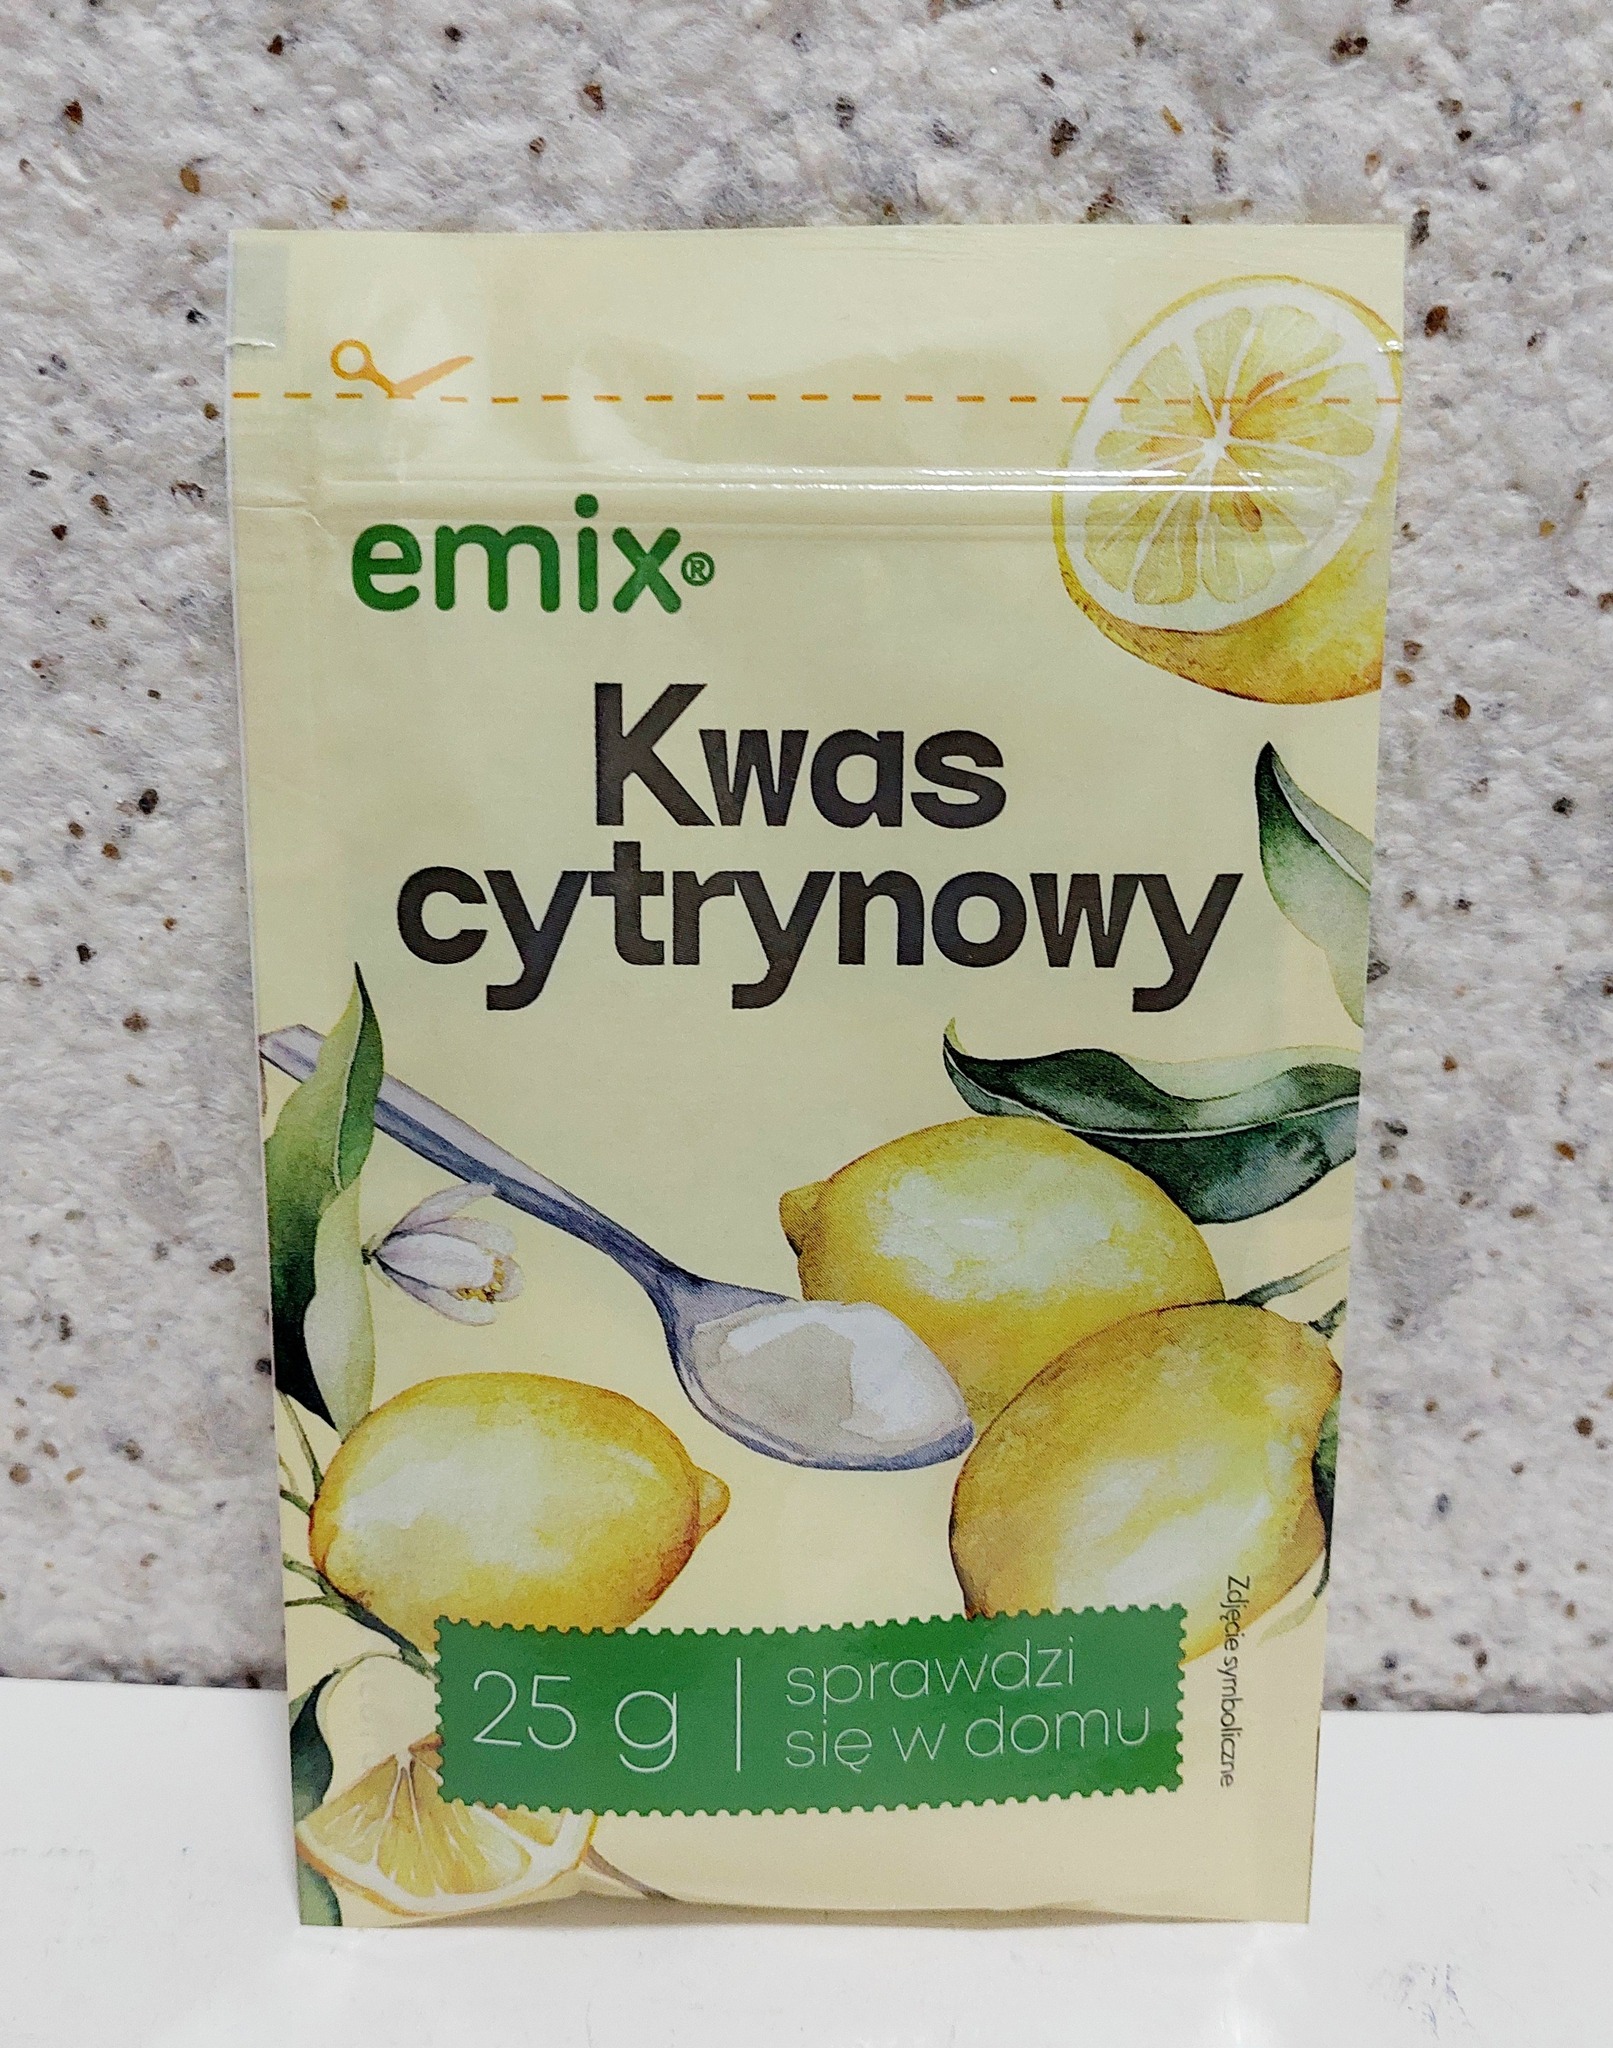 emix®
Kwas
cytrynowy
25 g | sprawdzi
się w domu
Zdjęcie symboliczne